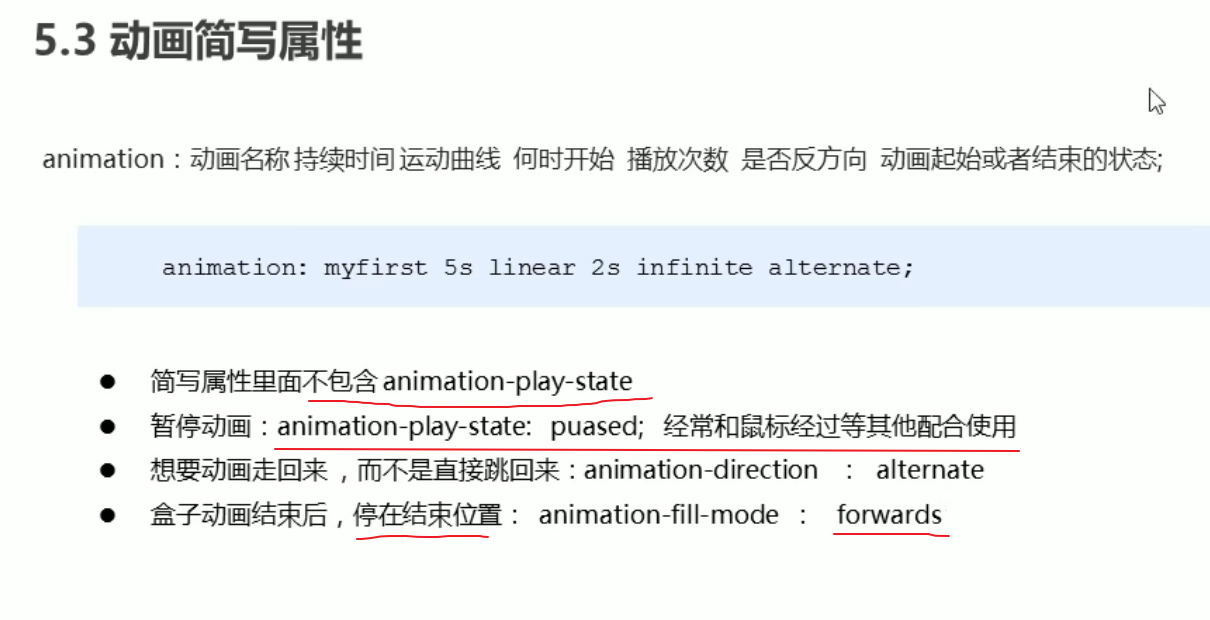 5.3 动画简写属性
animation：动画名称 持续时间 运动曲线 何时开始 播放次数 是否反方向 动画起始或者结束的状态;
animation: myfirst 5s linear 2s infinite alternate;
● 简写属性里面不包含 animation-play-state
● 暂停动画：animation-play-state: puased; 经常和鼠标经过等其他配合使用
● 想要动画走回来，而不是直接跳回来：animation-direction ： alternate
● 盒子动画结束后，停在结束位置： animation-fill-mode ： forwards